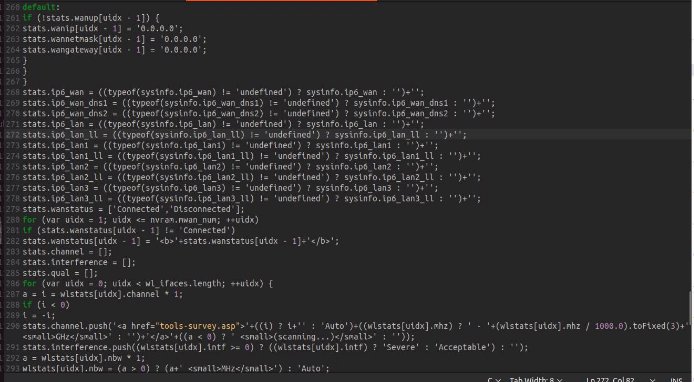 260 default:
261 if (!stats.wanup[uidx - 1]) {
262 stats.wanip[uidx - 1] = '0.0.0.0';
263 stats.wannetmask[uidx - 1] = '0.0.0.0';
264 stats.wangateway[uidx - 1] = '0.0.0.0';
265 }
266 }
267 }
268 stats.ip6_wan = ((typeof(sysinfo.ip6_wan) != 'undefined') ? sysinfo.ip6_wan : '')+'';
269 stats.ip6_wan_dns1 = ((typeof(sysinfo.ip6_wan_dns1) != 'undefined') ? sysinfo.ip6_wan_dns1 : '')+'';
270 stats.ip6_wan_dns2 = ((typeof(sysinfo.ip6_wan_dns2) != 'undefined') ? sysinfo.ip6_wan_dns2 : '')+'';
271 stats.ip6_lan = ((typeof(sysinfo.ip6_lan) != 'undefined') ? sysinfo.ip6_lan : '')+'';
272 stats.ip6_lan_ll = ((typeof(sysinfo.ip6_lan_ll) != 'undefined') ? sysinfo.ip6_lan_ll : '')+'';
273 stats.ip6_lan1 = ((typeof(sysinfo.ip6_lan1) != 'undefined') ? sysinfo.ip6_lan1 : '')+'';
274 stats.ip6_lan1_ll = ((typeof(sysinfo.ip6_lan1_ll) != 'undefined') ? sysinfo.ip6_lan1_ll : '')+'';
275 stats.ip6_lan2 = ((typeof(sysinfo.ip6_lan2) != 'undefined') ? sysinfo.ip6_lan2 : '')+'';
276 stats.ip6_lan2_ll = ((typeof(sysinfo.ip6_lan2_ll) != 'undefined') ? sysinfo.ip6_lan2_ll : '')+'';
277 stats.ip6_lan3 = ((typeof(sysinfo.ip6_lan3) != 'undefined') ? sysinfo.ip6_lan3 : '')+'';
278 stats.ip6_lan3_ll = ((typeof(sysinfo.ip6_lan3_ll) != 'undefined') ? sysinfo.ip6_lan3_ll : '')+'';
279 stats.wanstatus = ['Connected','Disconnected'];
280 for (var uidx = 1; uidx <= nvram.mwan_num; ++uidx)
281 if (stats.wanstatus[uidx - 1] != 'Connected')
282 stats.wanstatus[uidx - 1] = '<b>'+stats.wanstatus[uidx - 1]+'</b>';
283 stats.channel = [];
284 stats.interference = [];
285 stats.qual = [];
286 for (var uidx = 0; uidx < wl_ifaces.length; ++uidx) {
287 a = i = wlstats[uidx].channel * 1;
288 if (i < 0)
289 i = -i;
290 stats.channel.push('<a href="tools-survey.asp">'+((i) ? i+'' : 'Auto')+((wlstats[uidx].mhz) ? ' - '+(wlstats[uidx].mhz / 1000.0).toFixed(3)+'
<small>GHz</small>' : '')+'</a>'+((a < 0) ? ' <small>(scanning...)</small>' : ''));
291 stats.interference.push((wlstats[uidx].intf >= 0) ? ((wlstats[uidx].intf) ? 'Severe' : 'Acceptable') : '');
292 a = wlstats[uidx].nbw * 1;
293 wlstats[uidx].nbw = (a > 0) ? (a+' <small>MHz</small>') : 'Auto';
C Tab Width: 8 Ln 272, Col 82 INS